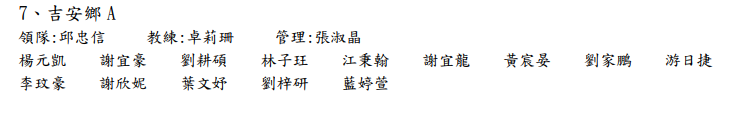 7、吉安鄉 A
領隊:邱忠信 教練:卓莉珊 管理:張淑晶
楊元凱 謝宜豪 劉耕碩 林子玨 江秉翰 謝宜龍 黃宸晏 劉家鵬 游日捷
李玟豪 謝欣妮 葉文妤 劉梓研 藍婷萱